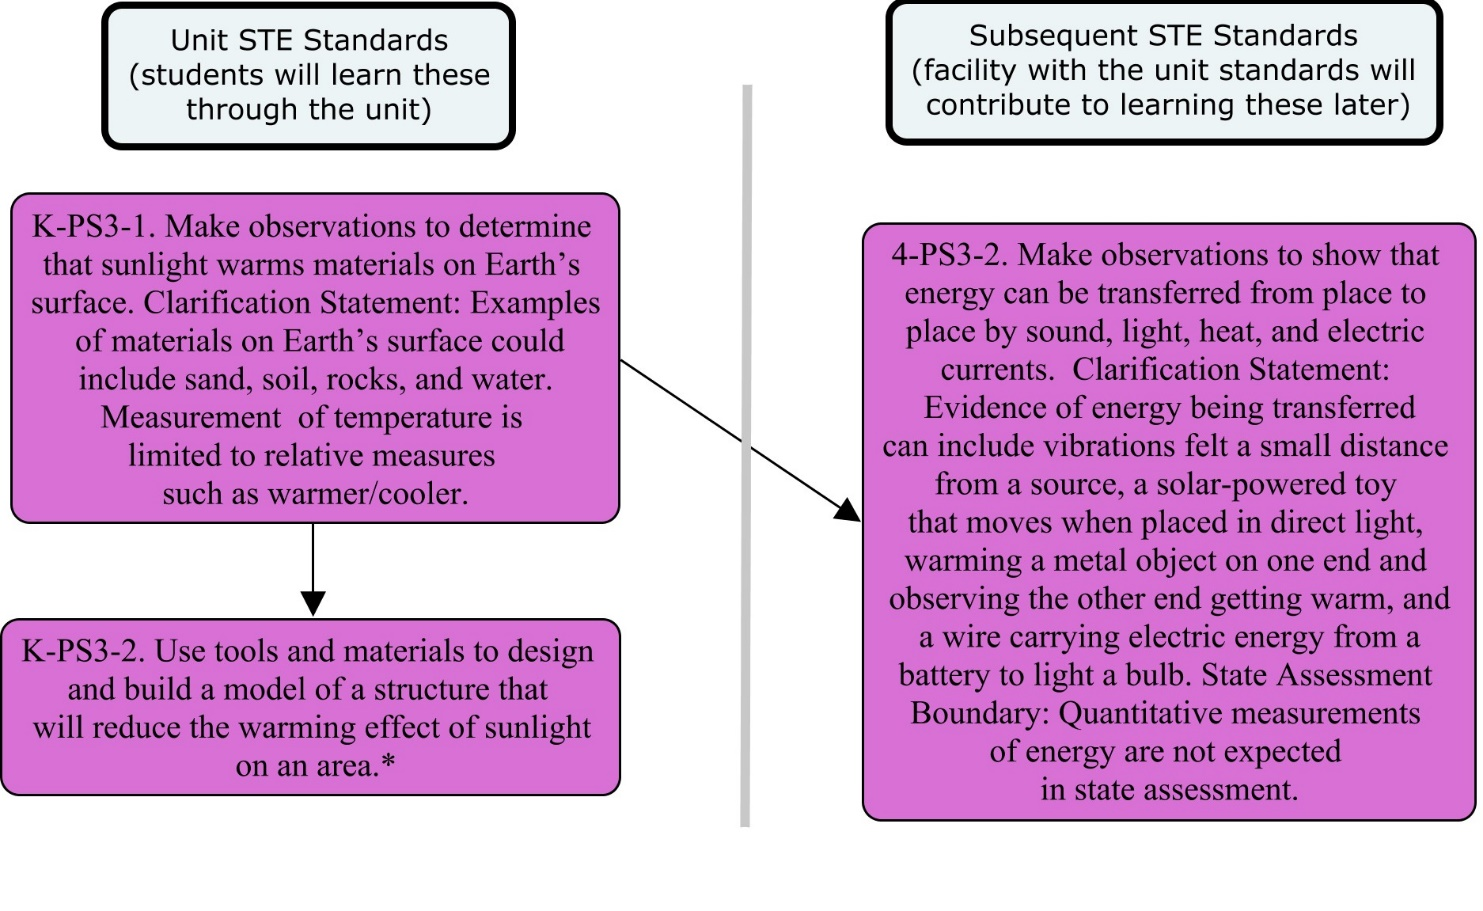 Unit STE Standards
(students will learn these
through the unit)
K-PS3-1. Make observations to determine
that sunlight warms materials on Earth’s
surface. Clarification Statement: Examples
of materials on Earth’s surface could
include sand, soil, rocks, and water.
Measurement  of temperature is
limited to relative measures
such as warmer/cooler.
K-PS3-2. Use tools and materials to design
and build a model of a structure that
will reduce the warming effect of sunlight
on an area.*
Subsequent STE Standards
(facility with the unit standards will
contribute to learning these later)
4-PS3-2. Make observations to show that
energy can be transferred from place to
place by sound, light, heat, and electric
currents.  Clarification Statement:
Evidence of energy being transferred
can include vibrations felt a small distance
from a source, a solar-powered toy
that moves when placed in direct light,
warming a metal object on one end and
observing the other end getting warm, and
a wire carrying electric energy from a
battery to light a bulb. State Assessment
Boundary: Quantitative measurements
of energy are not expected
in state assessment.